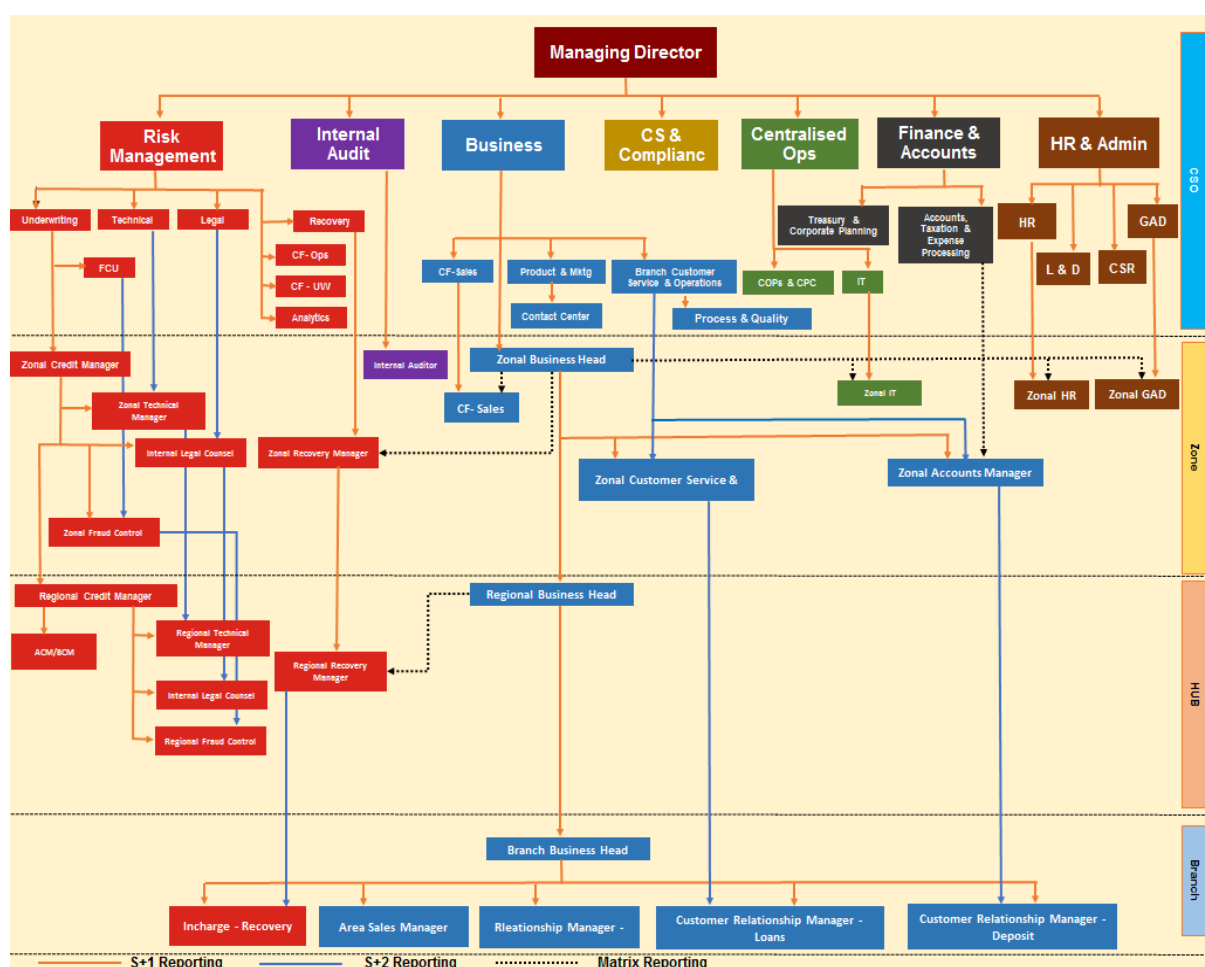 Managing Director
Risk
Management
Internal
Audit
Business
CS &
Complianc
Centralised
Ops
Finance &
Accounts
HR & Admin
CSO
Underwriting
Technical
Legal
Recovery
FCU
CF- Ops
CF - UW
Analytics
CF-Sales
Product & Mktg
Branch Customer
Service & Operations
Contact Center
Process & Quality
COPs & CPC
IT
Treasury &
Corporate Planning
Accounts,
Taxation &
Expense
Processing
HR
L & D
CSR
GAD
Zonal Credit Manager
Internal Auditor
Zonal Business Head
CF- Sales
Zonal IT
Zonal HR
Zonal GAD
Zone
Zonal Technical
Manager
Internal Legal Counsel
Zonal Recovery Manager
Zonal Customer Service &
Zonal Accounts Manager
Zonal Fraud Control
Regional Credit Manager
Regional Business Head
HUB
ACM/BCM
Regional Technical
Manager
Regional Recovery
Manager
Internal Legal Counsel
Regional Fraud Control
Branch Business Head
Branch
Incharge - Recovery
Area Sales Manager
Rleationship Manager -
Customer Relationship Manager -
Loans
Customer Relationship Manager -
Deposit
S+1 Reporting
S+2 Reporting
Matrix Reporting